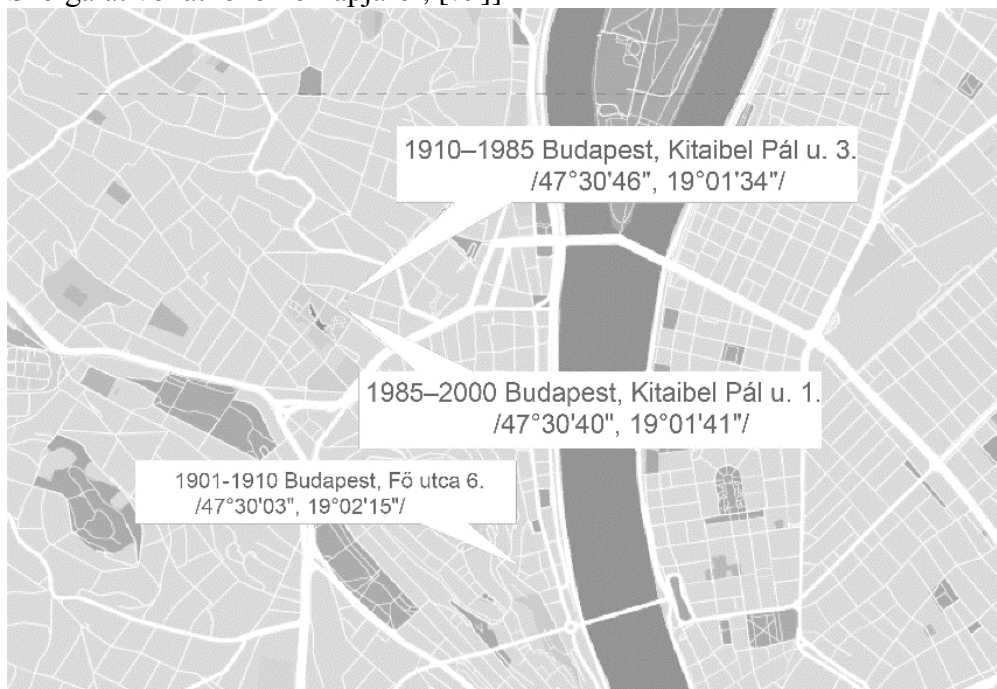 1910–1985 Budapest, Kitaibel Pál u. 3.
/47°30'46", 19°01'34"/
1985–2000 Budapest, Kitaibel Pál u. 1.
/47°30'40", 19°01'41"/
1901-1910 Budapest, Fő utca 6.
/47°30'03", 19°02'15"/